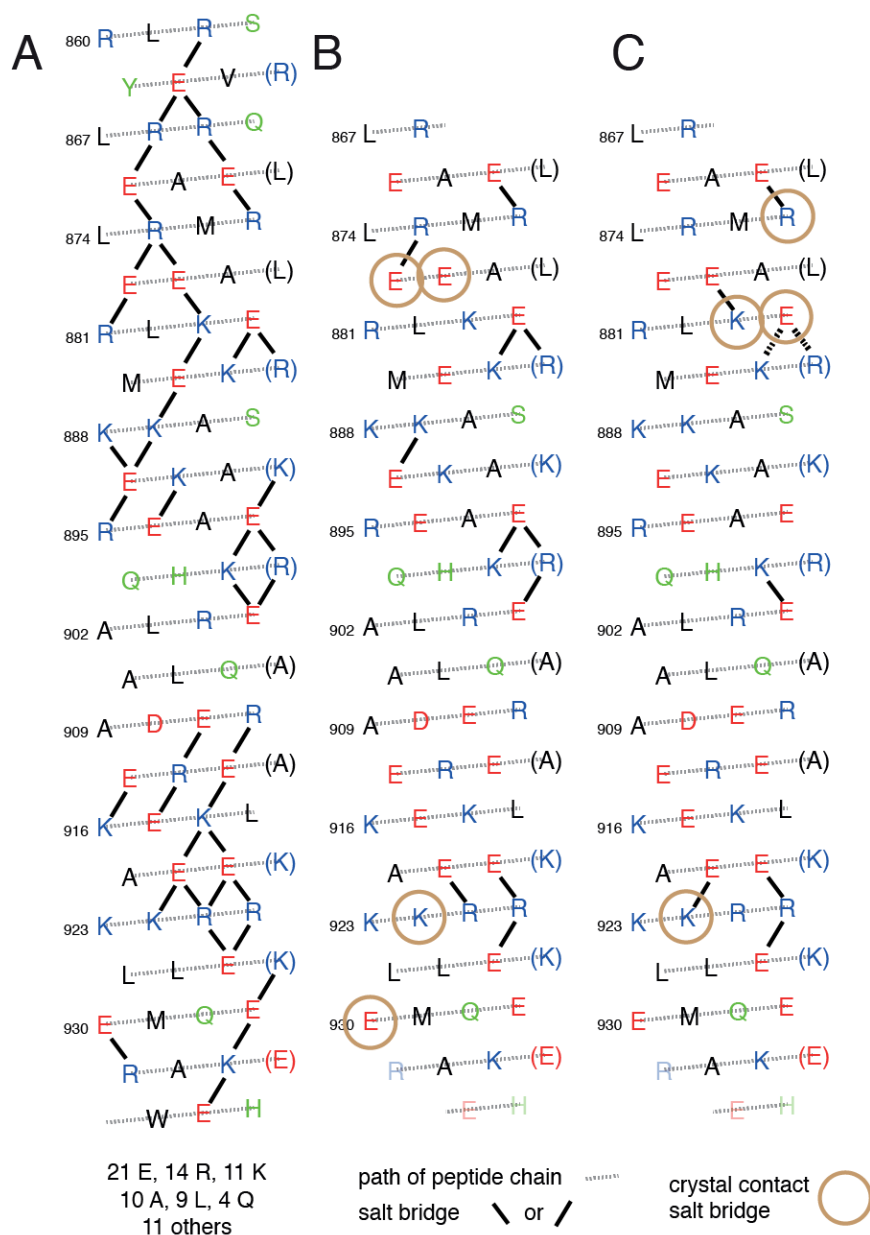 A
860 R L R S
Y E V (R)
867 L R R Q
E A E (L)
874 L R M R
E E A (L)
881 R L K E
M E K (R)
888 K K A S
E K A (K)
895 R E A E
Q H K (R)
902 A L R E
A L Q (A)
909 A D E R
E R E (A)
916 K E K L
A E E (K)
923 K K R R
L L E (K)
930 E M Q E
R A K (E)
W E H
B
867 L R
E A E (L)
874 L R M R
E E A (L)
881 R L K E
M E K (R)
888 K K A S
E K A (K)
895 R E A E
Q H K (R)
902 A L R E
A L Q (A)
909 A D E R
E R E (A)
916 K E K L
A E E (K)
923 K K R R
L L E (K)
930 E M Q E
R A K (E)
E H
C
867 L R
E A E (L)
874 L R M R
E E A (L)
881 R L K E
M E K (R)
888 K K A S
E K A (K)
895 R E A E
Q H K (R)
902 A L R E
A L Q (A)
909 A D E R
E R E (A)
916 K E K L
A E E (K)
923 K K R R
L L E (K)
930 E M Q E
R A K (E)
E H
21 E, 14 R, 11 K
10 A, 9 L, 4 Q
11 others
path of peptide chain
salt bridge or
crystal contact
salt bridge